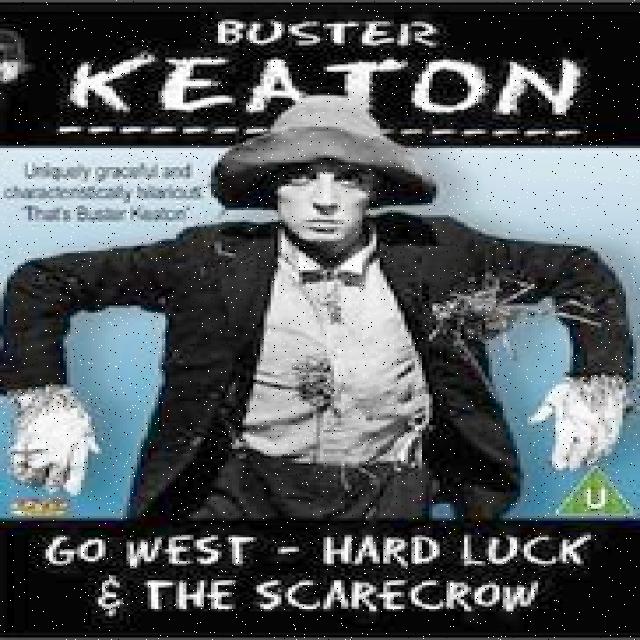 BUSTER
KEATON
Uniquely graceful and
characteristically hilarious
That's Buster Keaton
U
GO WEST - HARD LUCK
& THE SCARECROW